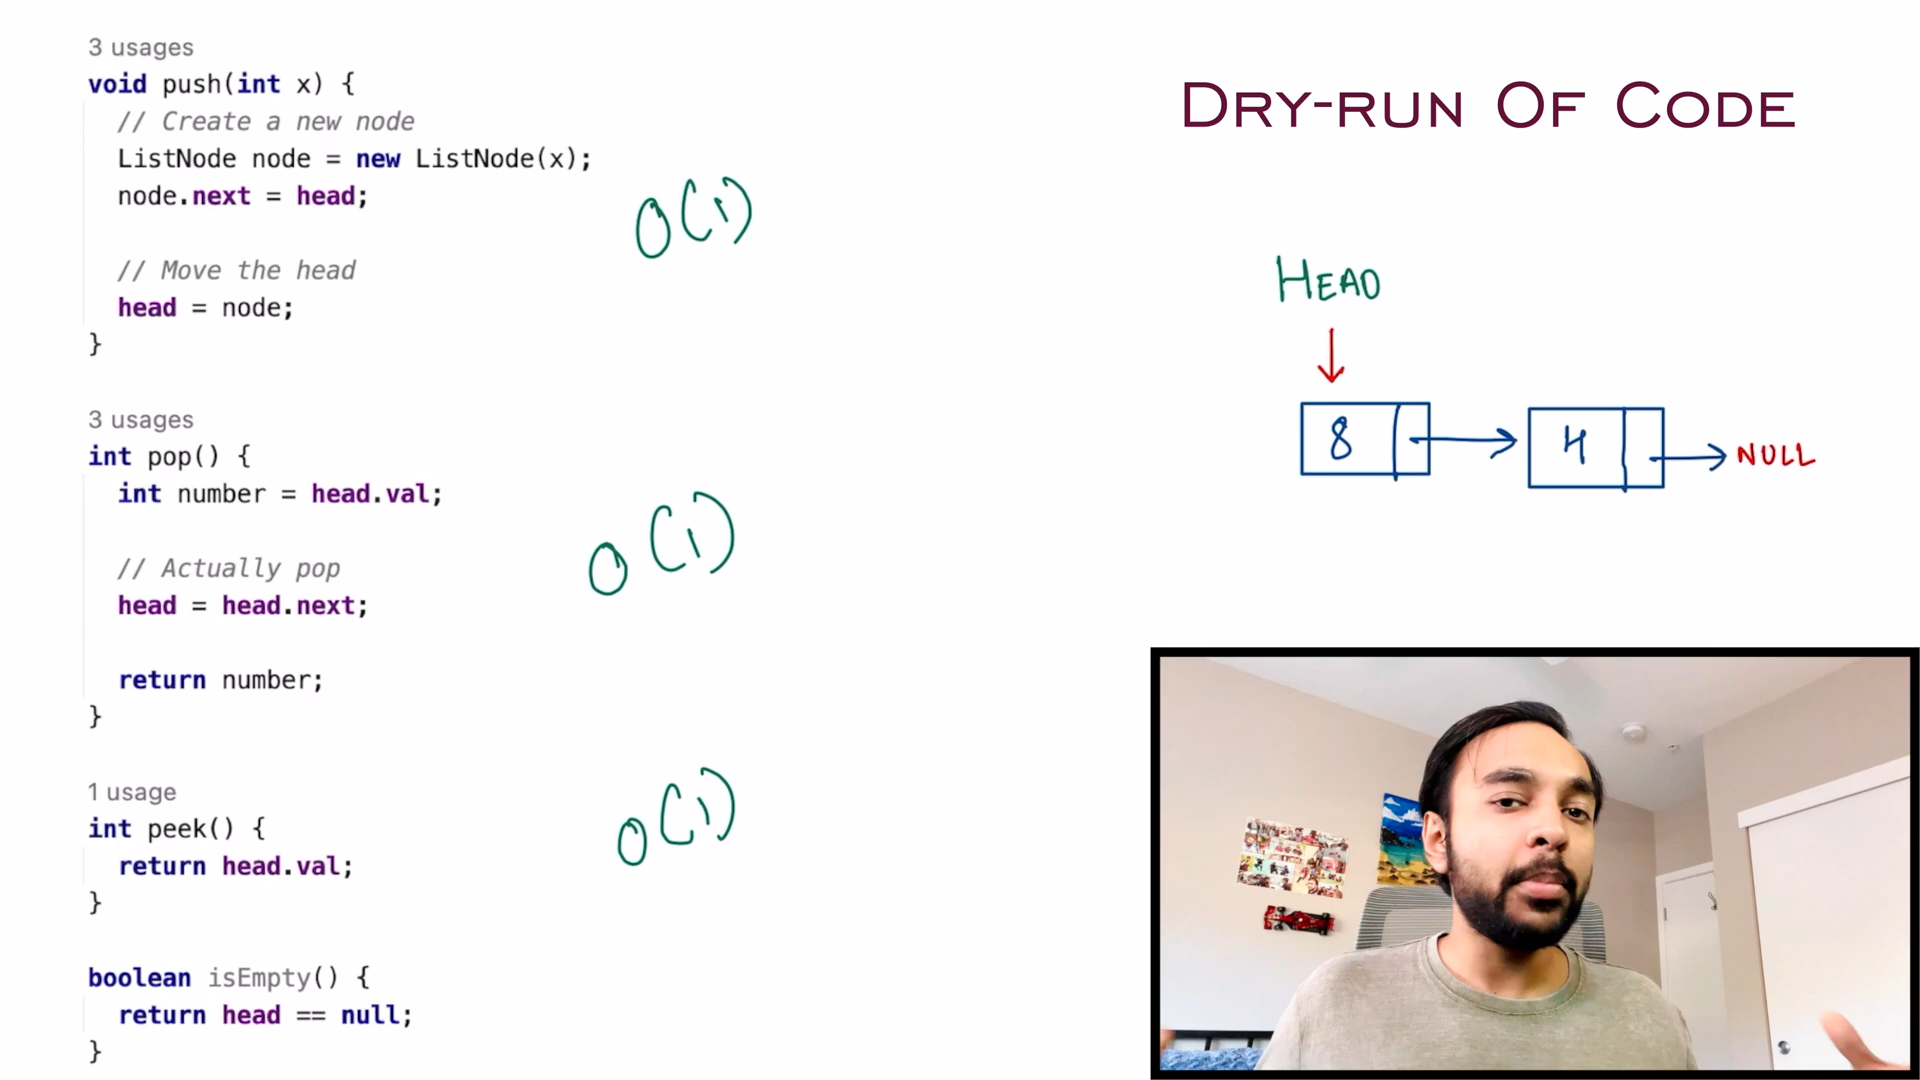 3 usages
void push(int x) {
// Create a new node
ListNode node = new ListNode(x);
node.next = head;
// Move the head
head = node;
}
O(1)
3 usages
int pop() {
int number = head.val;
// Actually pop
head = head.next;
return number;
}
O(1)
1 usage
int peek() {
return head.val;
}
O(1)
boolean isEmpty() {
return head == null;
}
DRY-RUN OF CODE
HEAD
8
4
NULL